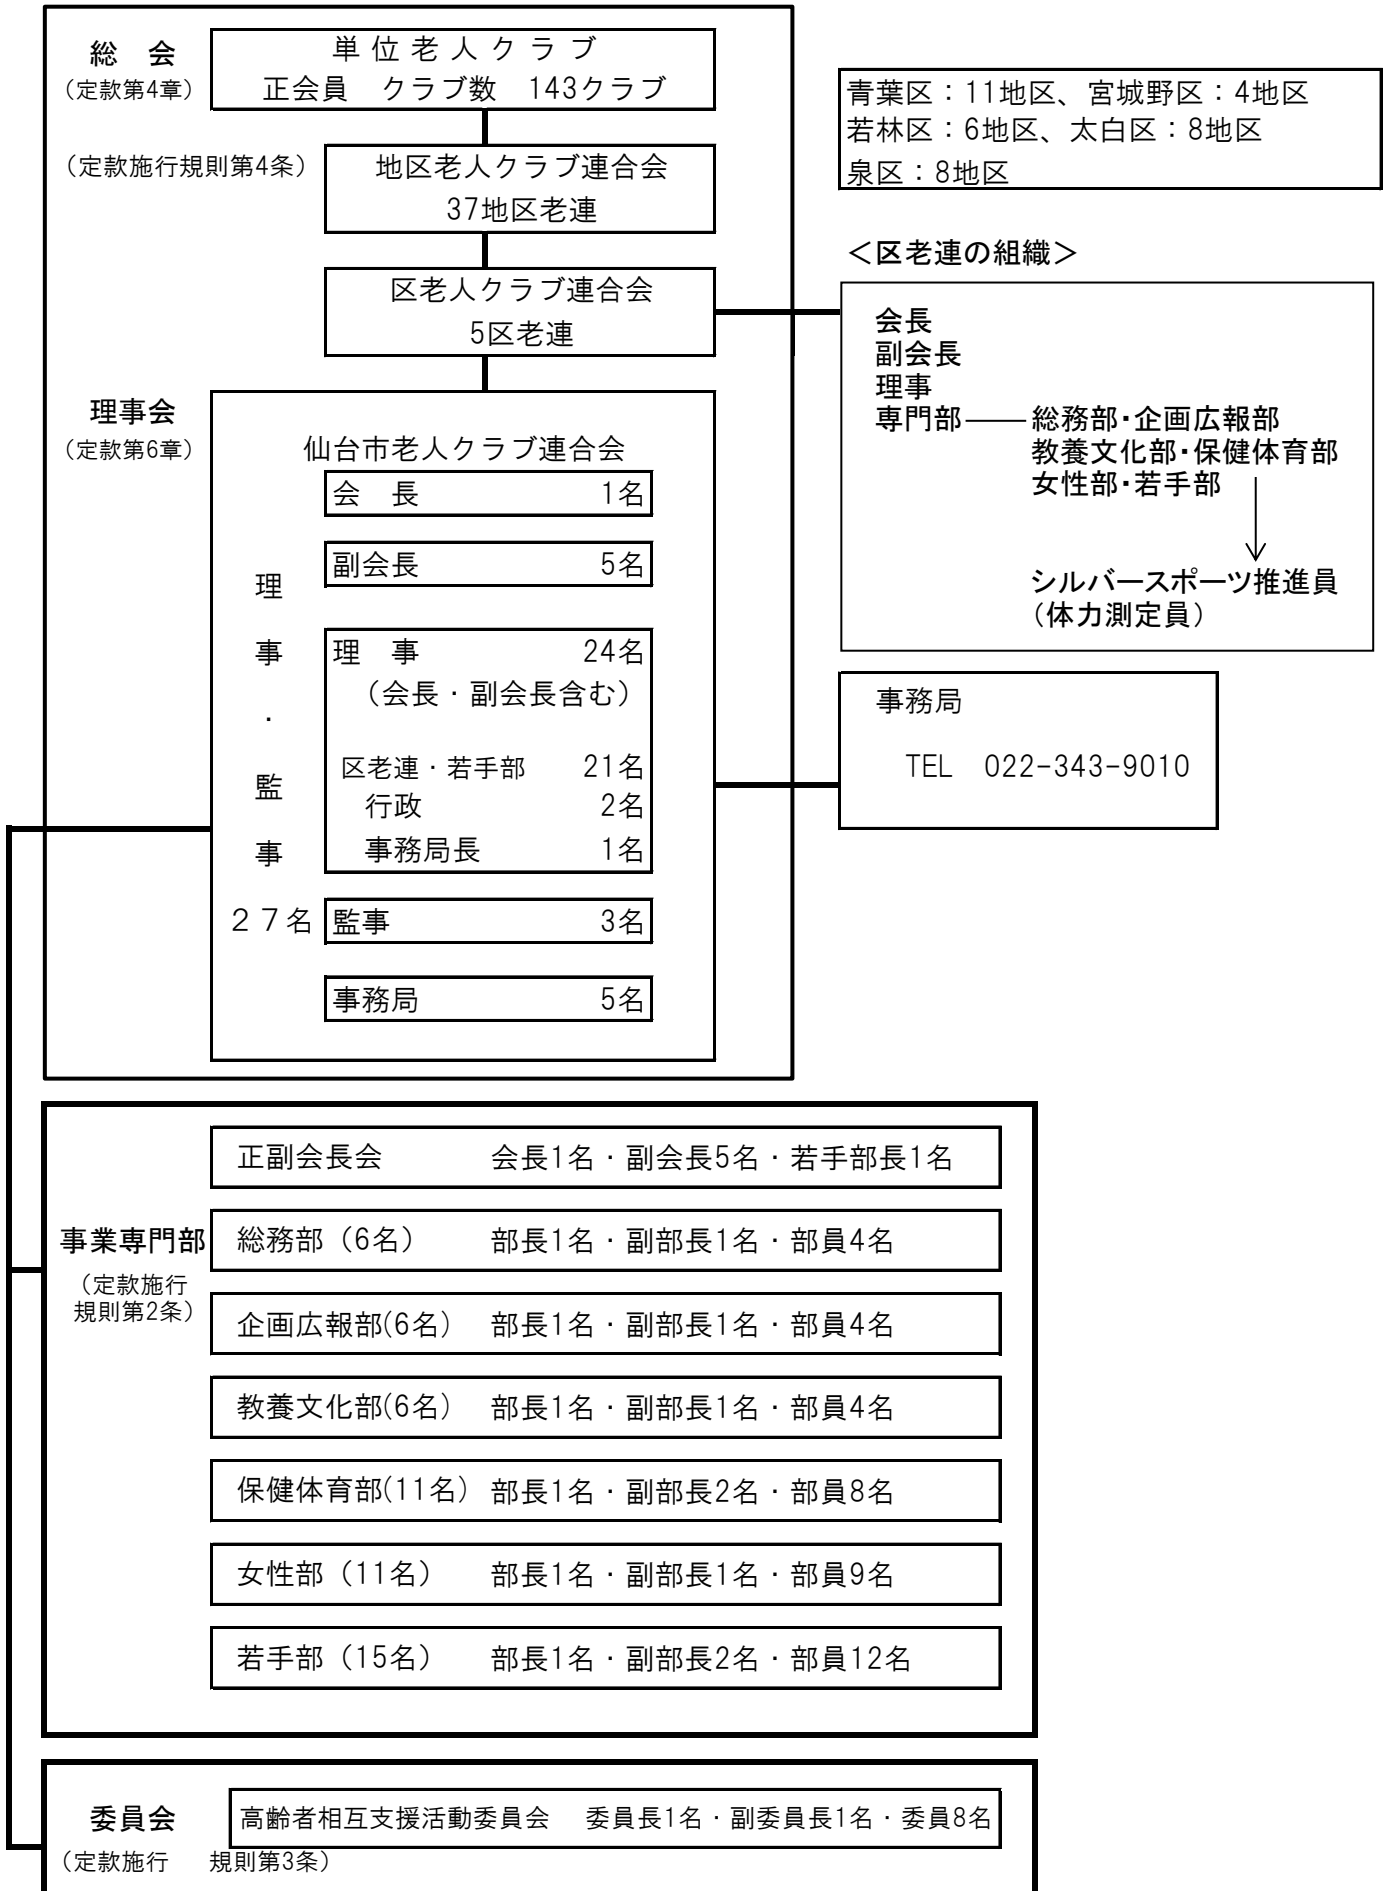 総　会
(定款第4章)
単 位 老 人 ク ラ ブ
正会員　クラブ数　143クラブ
青葉区：11地区、宮城野区：4地区
若林区：6地区、太白区：8地区
泉区：8地区
（定款施行規則第4条）
地区老人クラブ連合会
37地区老連
区老人クラブ連合会
5区老連
＜区老連の組織＞
会長
副会長
理事
専門部――総務部・企画広報部
教養文化部・保健体育部
女性部・若手部
シルバースポーツ推進員
（体力測定員）
理事会
(定款第6章)
仙台市老人クラブ連合会
会　長　1名
副会長　5名
理　事　24名
（会長・副会長含む）
区老連・若手部　21名
行政　2名
事務局長　1名
理
事
・
監
事
２７名
監事　3名
事務局　5名
事務局
TEL　022-343-9010
事業専門部
（定款施行
規則第2条）
正副会長会　会長1名・副会長5名・若手部長1名
総務部（6名）　部長1名・副部長1名・部員4名
企画広報部(6名)　部長1名・副部長1名・部員4名
教養文化部(6名)　部長1名・副部長1名・部員4名
保健体育部(11名)　部長1名・副部長2名・部員8名
女性部（11名）　部長1名・副部長1名・部員9名
若手部（15名）　部長1名・副部長2名・部員12名
委員会
（定款施行　規則第3条）
高齢者相互支援活動委員会　委員長1名・副委員長1名・委員8名